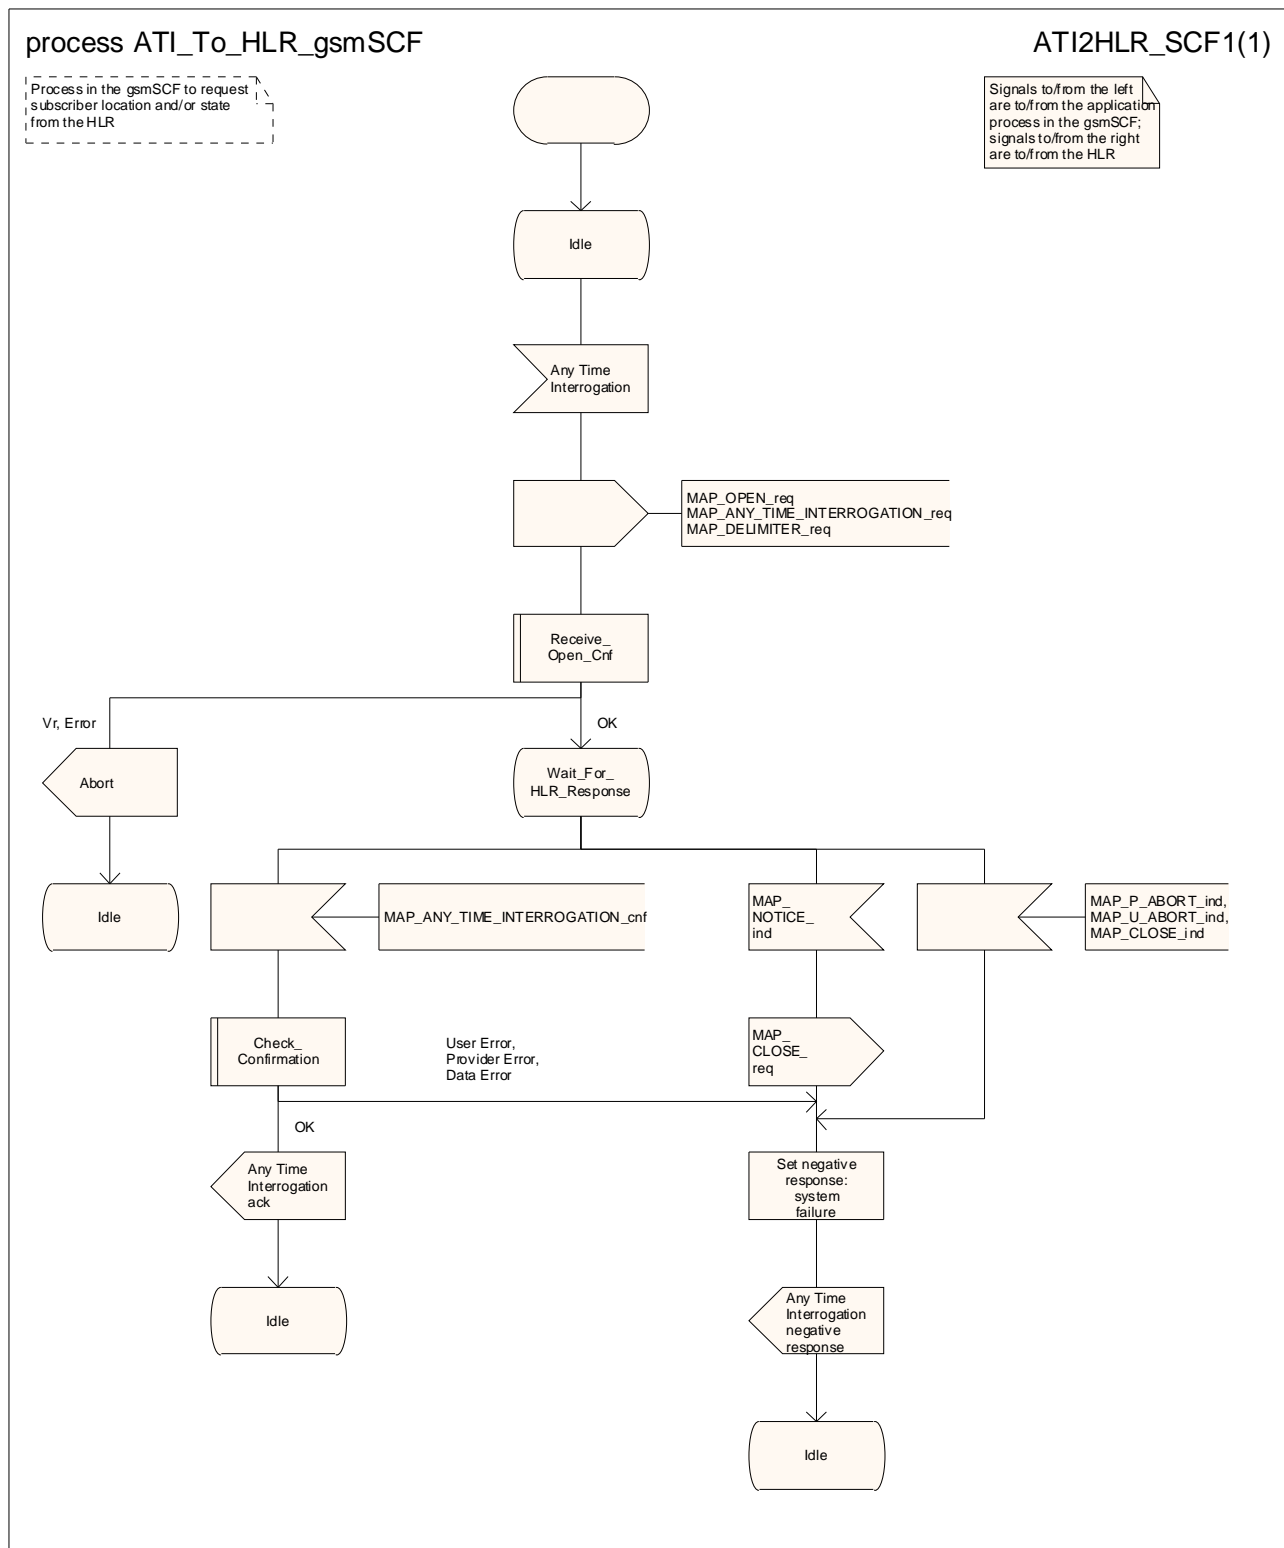 process ATI_To_HLR_gsmSCF
ATI2HLR_SCF1(1)
Process in the gsmSCF to request
subscriber location and/or state
from the HLR
Signals to/from the left
are to/from the application
process in the gsmSCF;
signals to/from the right
are to/from the HLR
Idle
Any Time
Interrogation
MAP_OPEN_req
MAP_ANY_TIME_INTERROGATION_req
MAP_DELIMITER_req
Receive_
Open_Cnf
Vr, Error
OK
Abort
Wait_For_
HLR_Response
Idle
MAP_ANY_TIME_INTERROGATION_cnf
MAP_
NOTICE_
ind
MAP_P_ABORT_ind,
MAP_U_ABORT_ind,
MAP_CLOSE_ind
Check_
Confirmation
User Error,
Provider Error,
Data Error
MAP_
CLOSE_
req
OK
Any Time
Interrogation
ack
Set negative
response:
system
failure
Idle
Any Time
Interrogation
negative
response
Idle